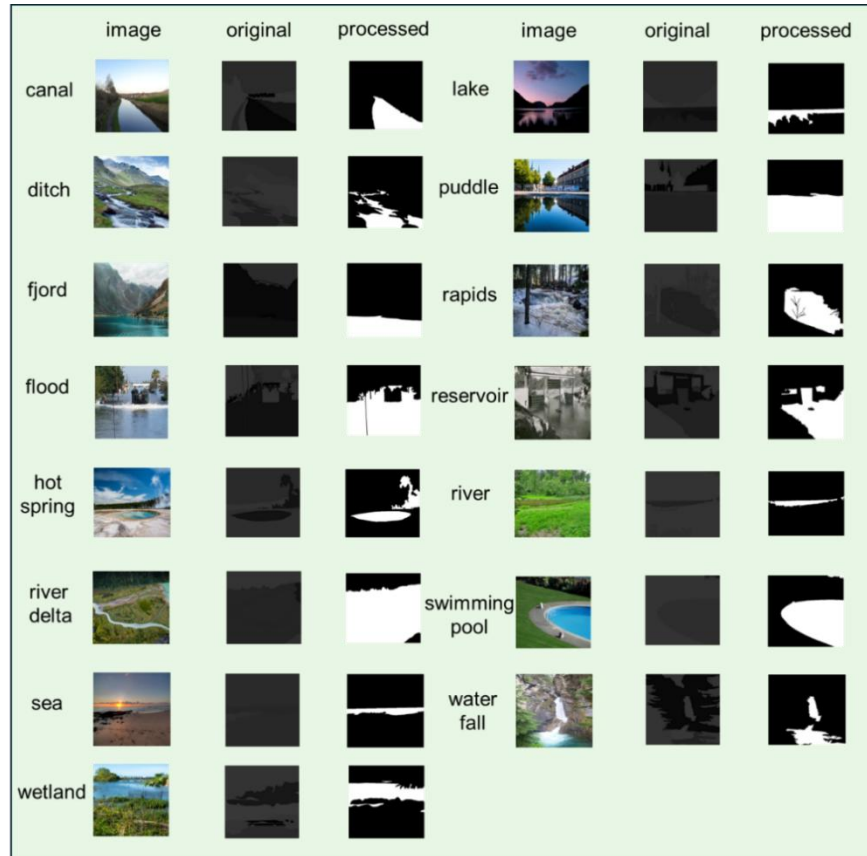 image original processed image original processed
canal lake
ditch puddle
fjord rapids
flood reservoir
hot
spring
river
river
delta
swimming
pool
sea
water
fall
wetland